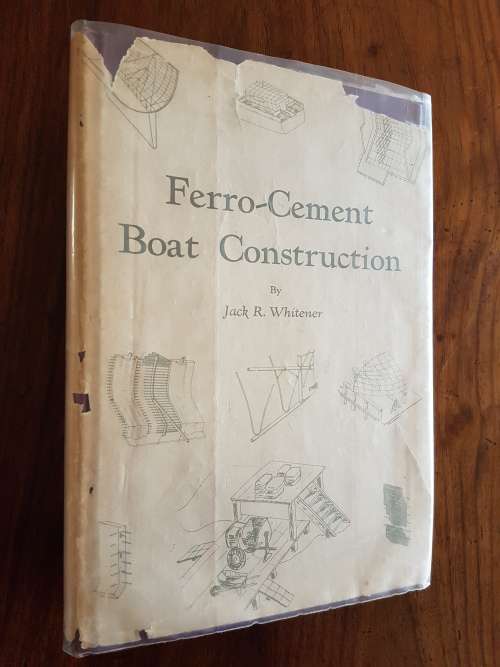 Ferro-Cement
Boat Construction
By
Jack R. Whitener